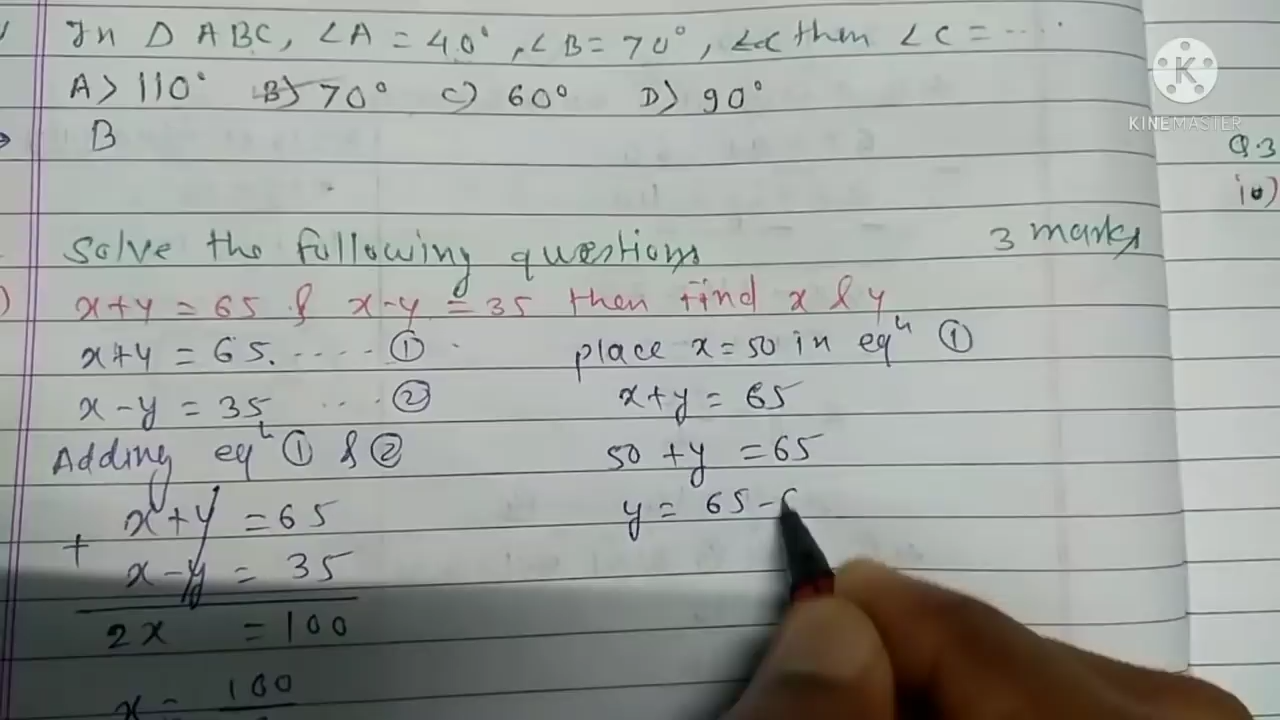 In Δ ABC, ∠A = 40°, ∠B = 70°, then ∠C = ....
A> 110° B) 70° C) 60° D) 90°
B
KINEMASTER
Q.3
Solve the following questions 3 marks
x+y = 65 & x-y = 35 then find x & y
x+y = 65. .... ①
x-y = 35 ... ②
Adding eqⁿ ① & ②
x+y = 65
+ x-y = 35
2x = 100
x = 100
place x = 50 in eqⁿ ①
x+y = 65
50 + y = 65
y = 65 -